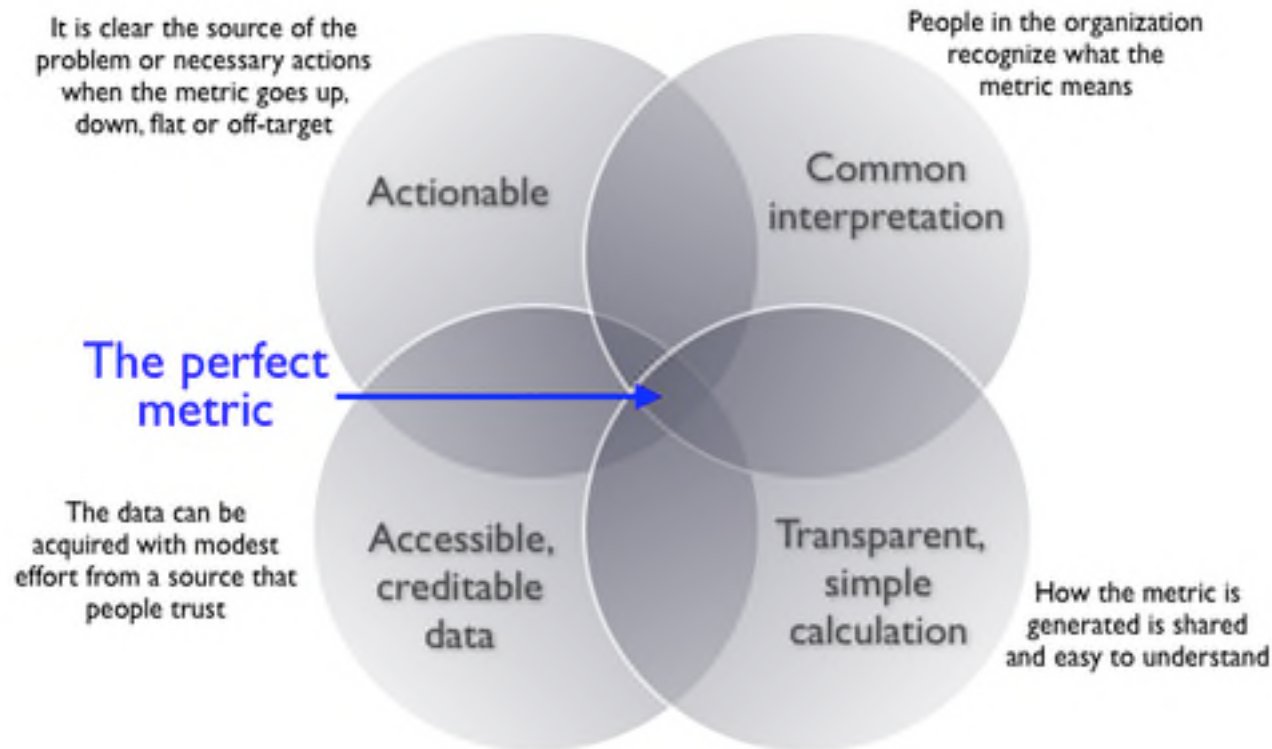 It is clear the source of the
problem or necessary actions
when the metric goes up,
down, flat or off-target
People in the organization
recognize what the
metric means
Actionable
Common
interpretation
The perfect
metric
The data can be
acquired with modest
effort from a source that
people trust
Accessible,
creditable
data
Transparent,
simple
calculation
How the metric is
generated is shared
and easy to understand